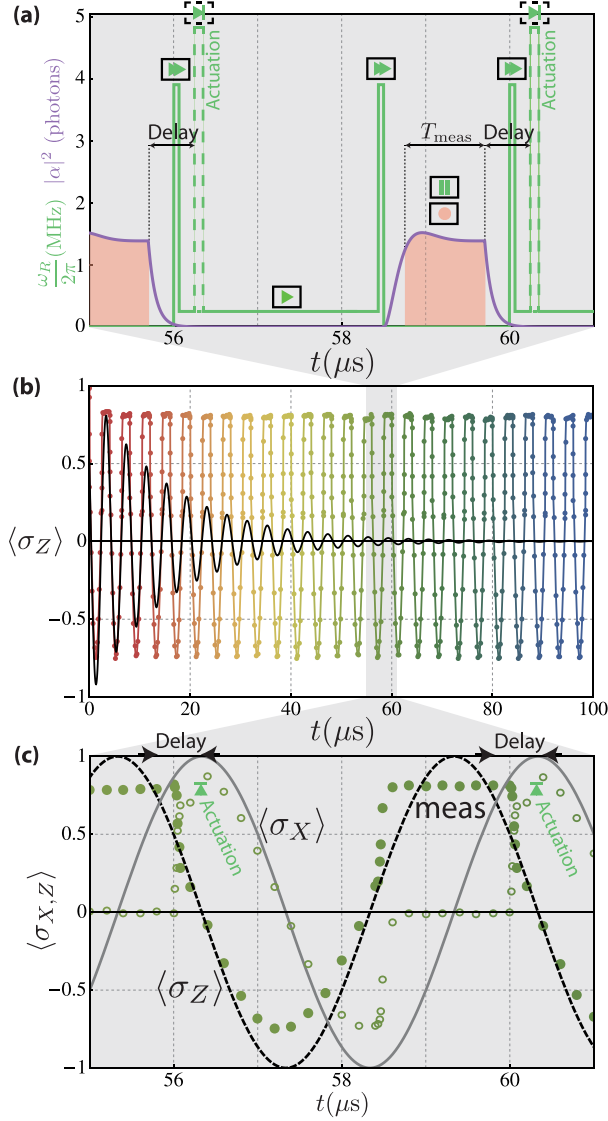 (a)
5
4
3
2
1
0
|α|² (photons)
ω_R/2π (MHz)
Delay
Actuation
T_meas
Delay
Actuation
56
58
60
t(μs)
(b)
1
0.5
0
−0.5
−1
⟨σ_Z⟩
0
20
40
60
80
100
t(μs)
(c)
Delay
Delay
1
0.5
0
−0.5
−1
⟨σ_X,Z⟩
Actuation
⟨σ_X⟩
meas
Actuation
⟨σ_Z⟩
56
58
60
t(μs)